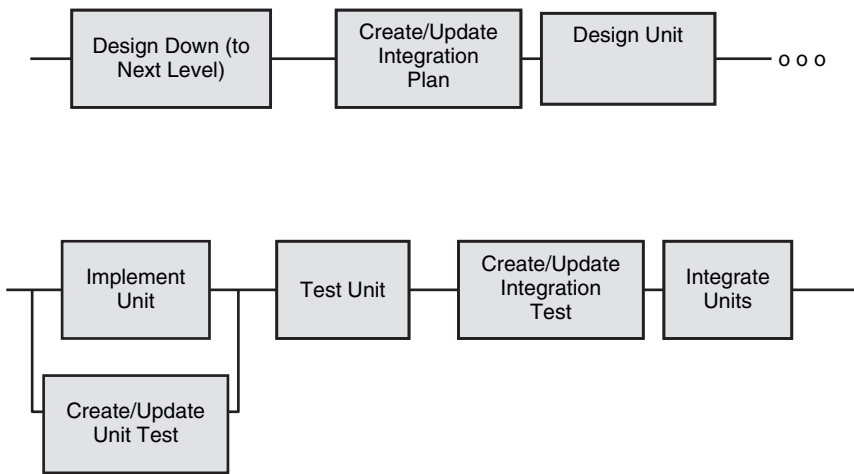 Design Down (to
Next Level)
Create/Update
Integration
Plan
Design Unit
o o o
Implement
Unit
Test Unit
Create/Update
Integration
Test
Integrate
Units
Create/Update
Unit Test